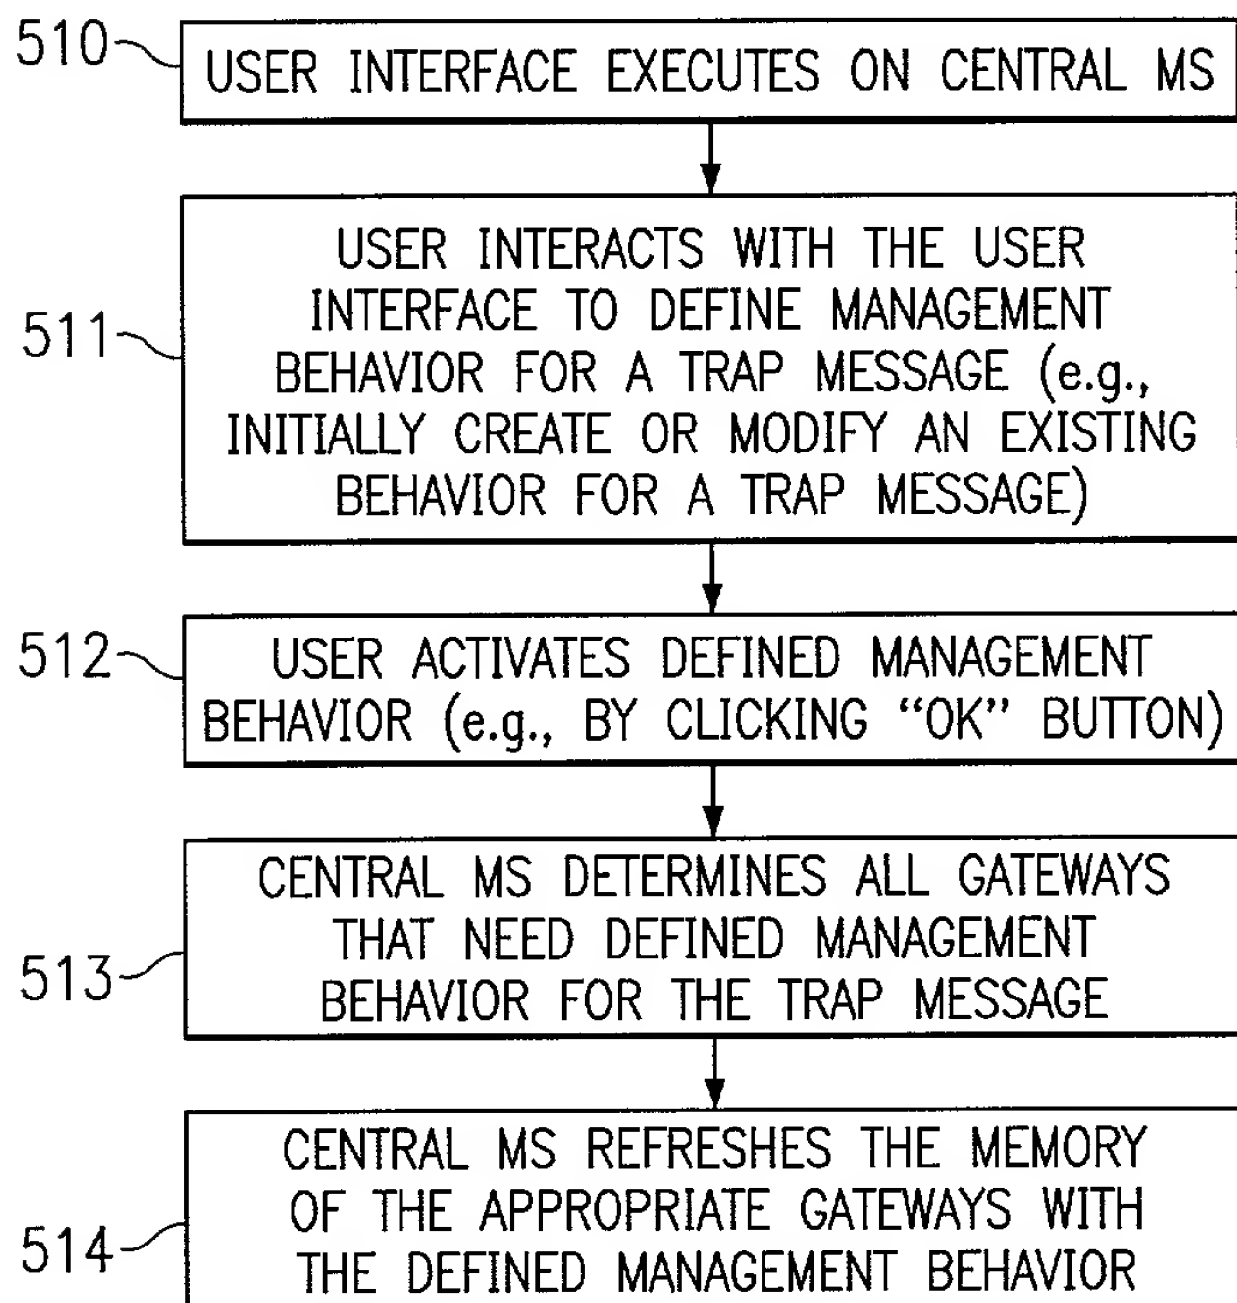 510
USER INTERFACE EXECUTES ON CENTRAL MS
511
USER INTERACTS WITH THE USER
INTERFACE TO DEFINE MANAGEMENT
BEHAVIOR FOR A TRAP MESSAGE (e.g.,
INITIALLY CREATE OR MODIFY AN EXISTING
BEHAVIOR FOR A TRAP MESSAGE)
512
USER ACTIVATES DEFINED MANAGEMENT
BEHAVIOR (e.g., BY CLICKING “OK” BUTTON)
513
CENTRAL MS DETERMINES ALL GATEWAYS
THAT NEED DEFINED MANAGEMENT
BEHAVIOR FOR THE TRAP MESSAGE
514
CENTRAL MS REFRESHES THE MEMORY
OF THE APPROPRIATE GATEWAYS WITH
THE DEFINED MANAGEMENT BEHAVIOR